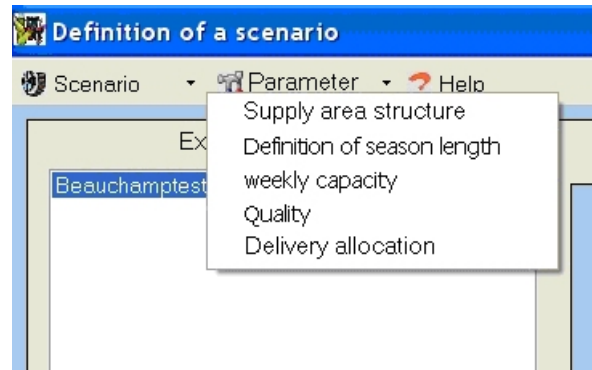 Definition of a scenario
Scenario Parameter Help
Supply area structure
Ex
Definition of season length
Beauchamptest
weekly capacity
Quality
Delivery allocation